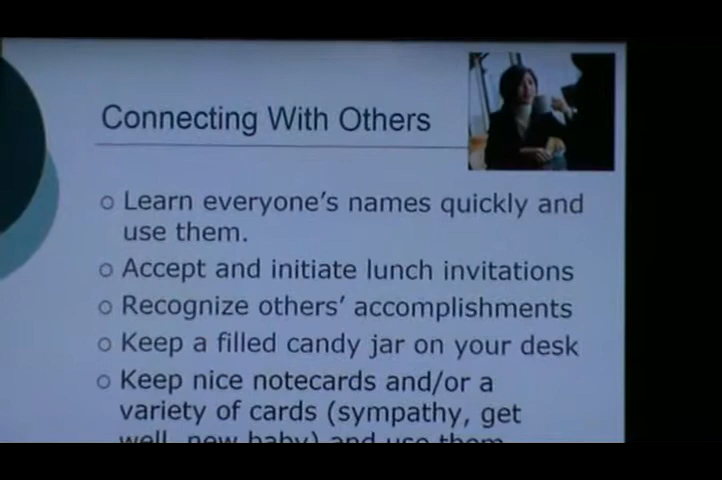 Connecting With Others
○ Learn everyone's names quickly and
use them.
○ Accept and initiate lunch invitations
○ Recognize others' accomplishments
○ Keep a filled candy jar on your desk
○ Keep nice notecards and/or a
variety of cards (sympathy, get
well, new baby) and use them